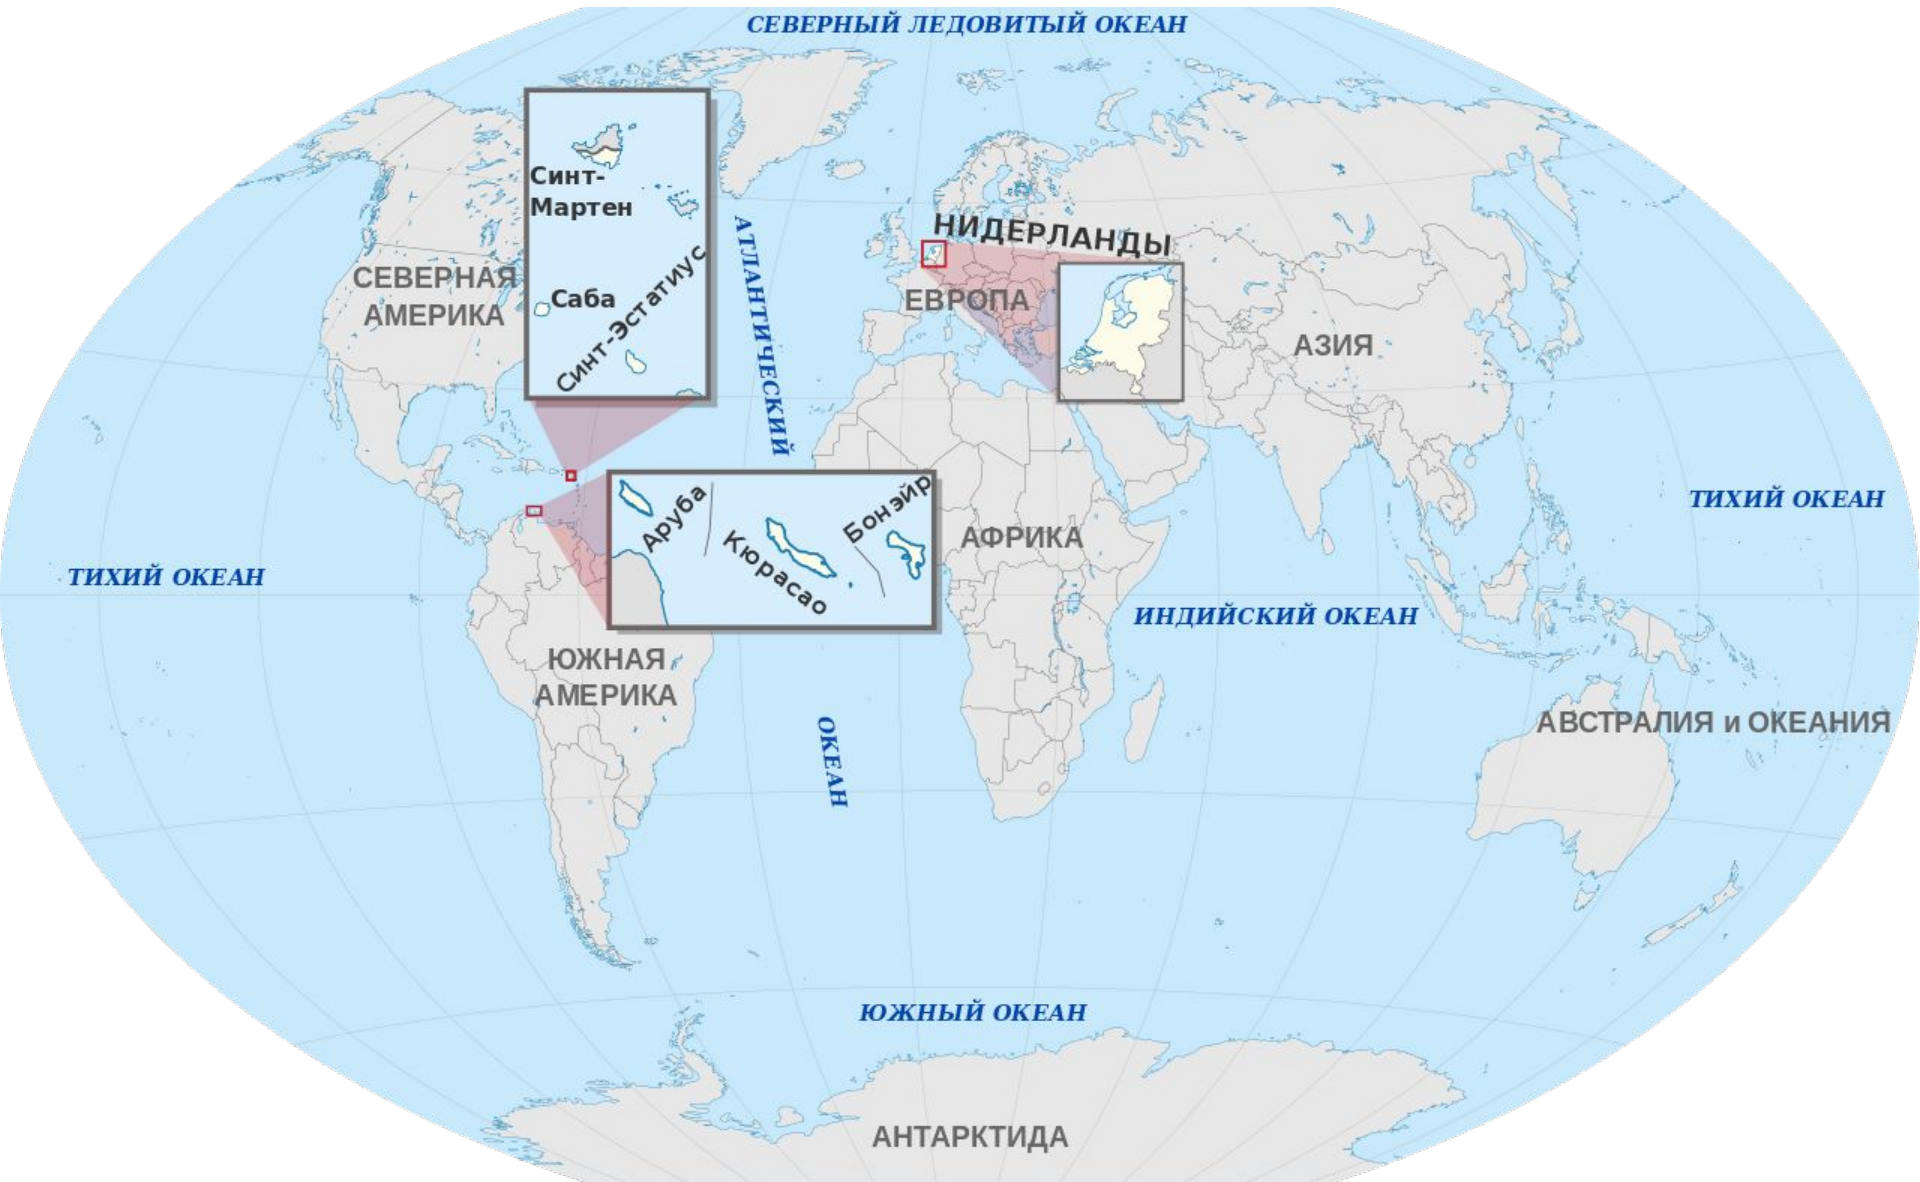 СЕВЕРНЫЙ ЛЕДОВИТЫЙ ОКЕАН
Синт-
Мартен
Саба
Синт-Эстатиус
СЕВЕРНАЯ
АМЕРИКА
АТЛАНТИЧЕСКИЙ
НИДЕРЛАНДЫ
ЕВРОПА
АЗИЯ
Аруба
Кюрасао
Бонэйр
АФРИКА
ТИХИЙ ОКЕАН
ТИХИЙ ОКЕАН
ИНДИЙСКИЙ ОКЕАН
ЮЖНАЯ
АМЕРИКА
ОКЕАН
АВСТРАЛИЯ и ОКЕАНИЯ
ЮЖНЫЙ ОКЕАН
АНТАРКТИДА